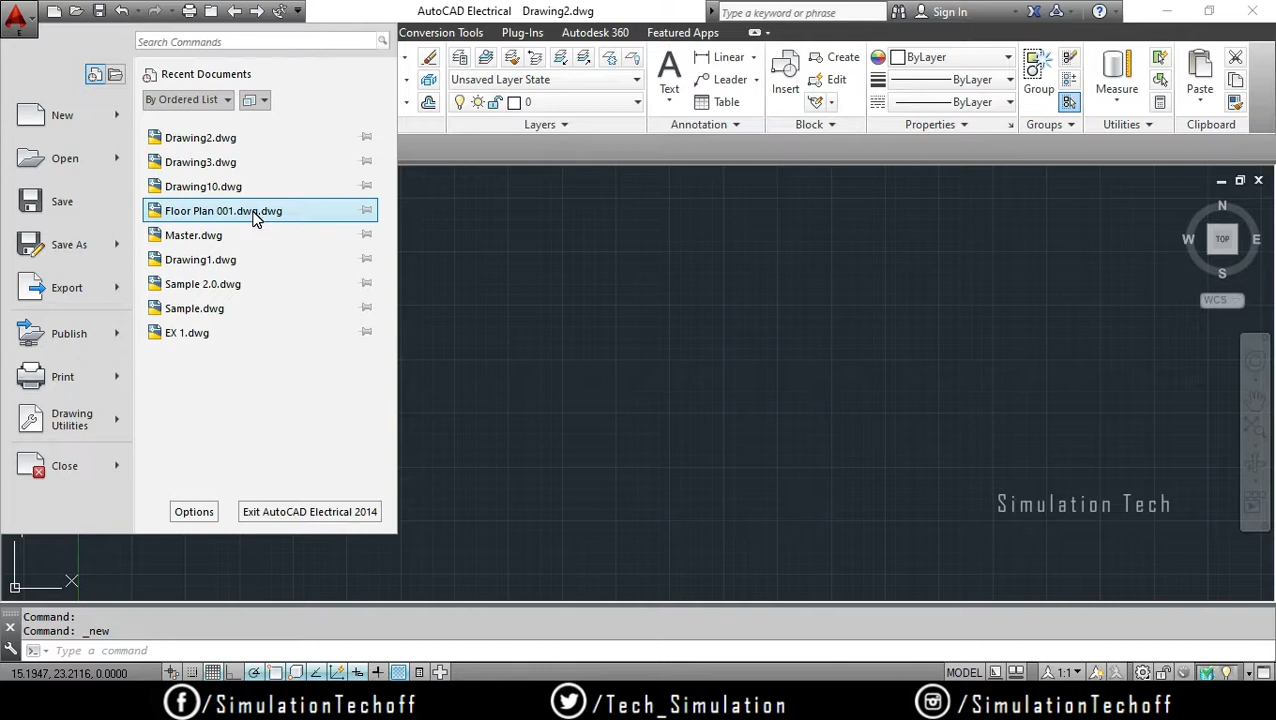 AutoCAD Electrical Drawing2.dwg
Type a keyword or phrase
Sign In
Search Commands
Conversion Tools
Plug-Ins
Autodesk 360
Featured Apps
Recent Documents
By Ordered List
New
Open
Save
Save As
Export
Publish
Print
Drawing
Utilities
Close
Drawing2.dwg
Drawing3.dwg
Drawing10.dwg
Floor Plan 001.dwg.dwg
Master.dwg
Drawing1.dwg
Sample 2.0.dwg
Sample.dwg
EX 1.dwg
Options
Exit AutoCAD Electrical 2014
Unsaved Layer State
0
Layers
Text
Linear
Leader
Table
Annotation
Insert
Create
Edit
Block
ByLayer
ByLayer
ByLayer
Properties
Group
Groups
Measure
Utilities
Paste
Clipboard
N
W
TOP
E
S
WCS
Simulation Tech
X
Command:
Command: _new
Type a command
15.1947, 23.2116, 0.0000
MODEL
1:1
/SimulationTechoff
/Tech_Simulation
/SimulationTechoff